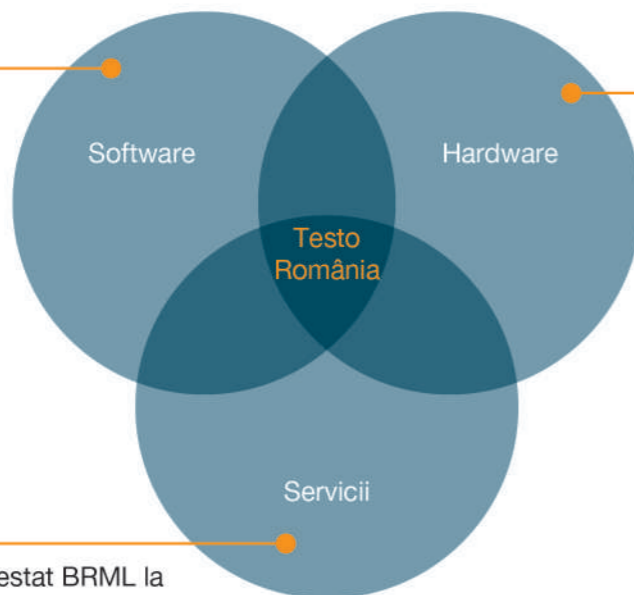 Software
Hardware
Testo
România
Servicii
estat BRML la